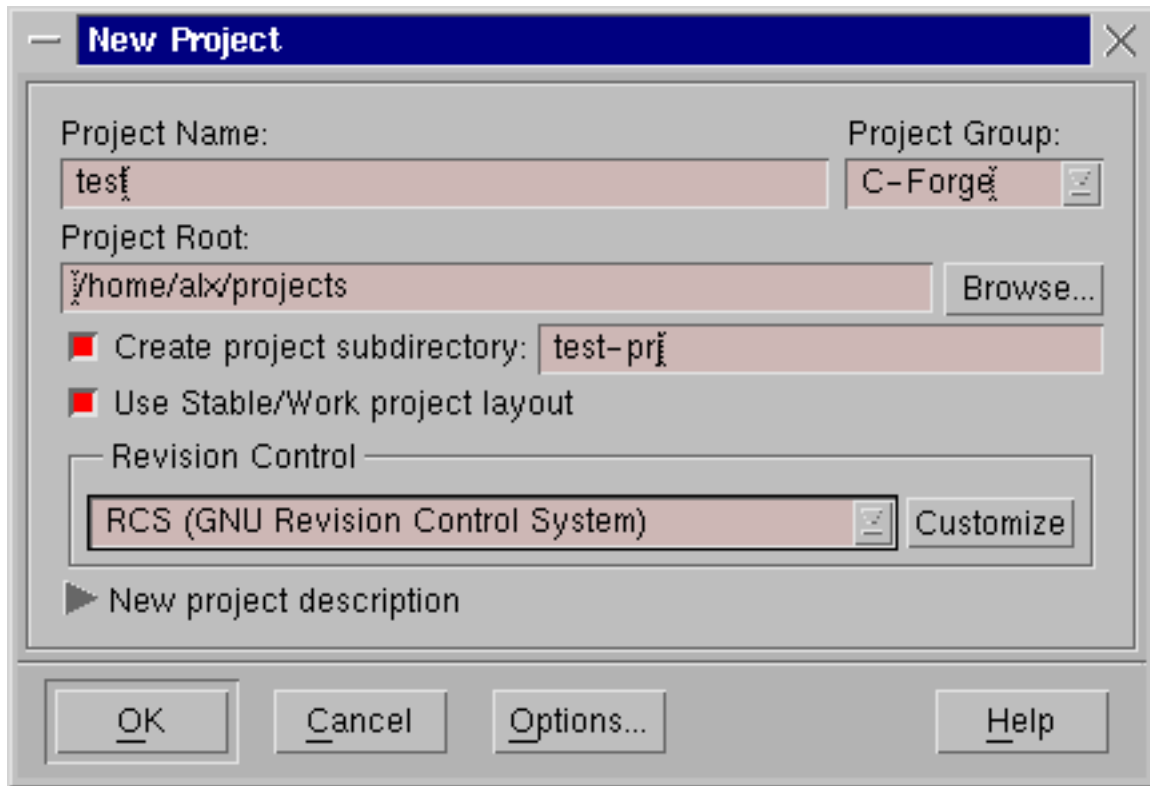 New Project
Project Name: Project Group:
test C-Forge
Project Root:
/home/alx/projects Browse...
Create project subdirectory: test-prj
Use Stable/Work project layout
Revision Control
RCS (GNU Revision Control System) Customize
New project description
OK Cancel Options... Help